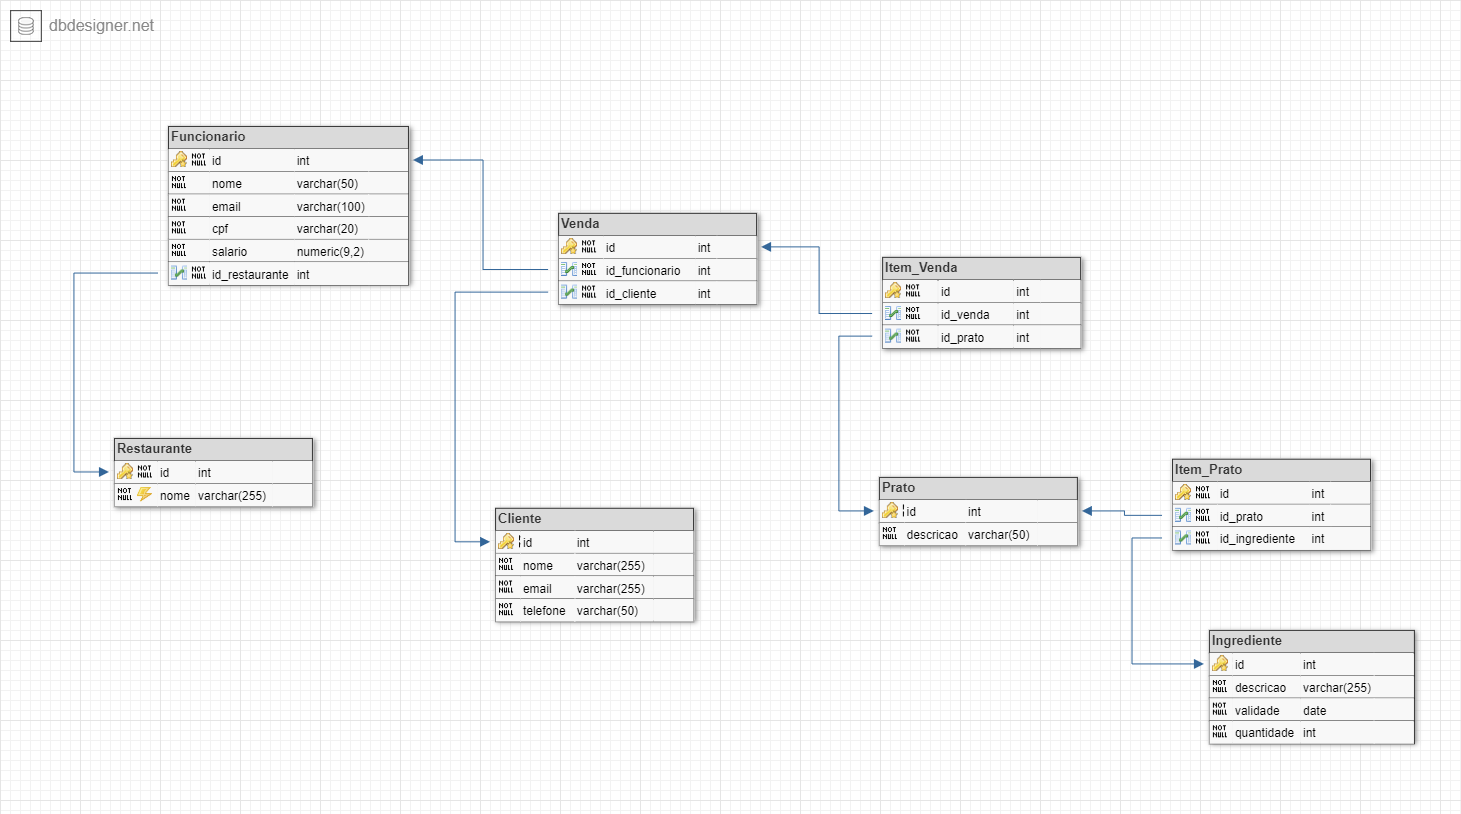 dbdesigner.net
Funcionario
NOT NULL id int
NOT NULL nome varchar(50)
NOT NULL email varchar(100)
NOT NULL cpf varchar(20)
NOT NULL salario numeric(9,2)
NOT NULL id_restaurante int
Venda
NOT NULL id int
NOT NULL id_funcionario int
NOT NULL id_cliente int
Item_Venda
NOT NULL id int
NOT NULL id_venda int
NOT NULL id_prato int
Restaurante
NOT NULL id int
NOT NULL nome varchar(255)
Cliente
id int
NOT NULL nome varchar(255)
NOT NULL email varchar(255)
NOT NULL telefone varchar(50)
Prato
id int
NOT NULL descricao varchar(50)
Item_Prato
NOT NULL id int
NOT NULL id_prato int
NOT NULL id_ingrediente int
Ingrediente
id int
NOT NULL descricao varchar(255)
NOT NULL validade date
NOT NULL quantidade int